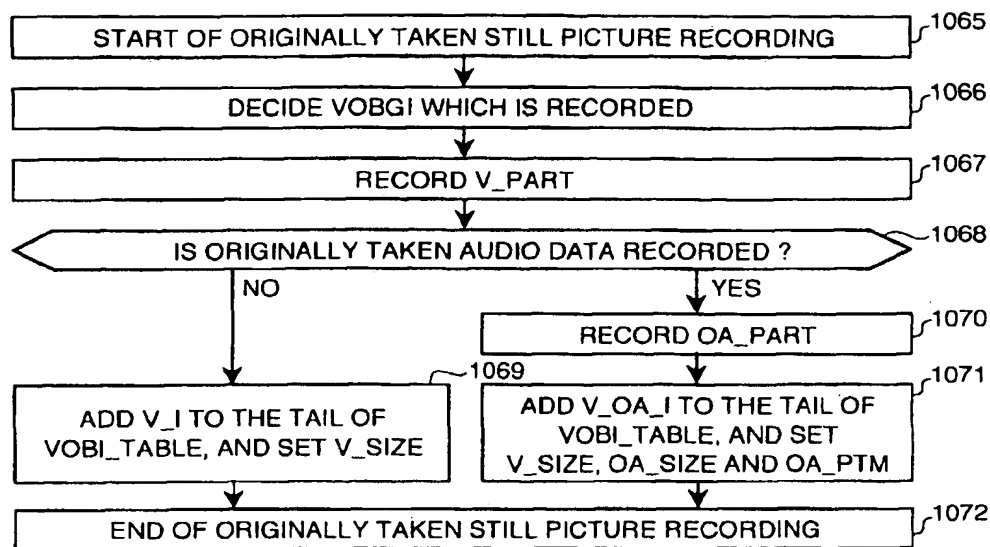 START OF ORIGINALLY TAKEN STILL PICTURE RECORDING
1065
DECIDE VOBGI WHICH IS RECORDED
1066
RECORD V_PART
1067
IS ORIGINALLY TAKEN AUDIO DATA RECORDED ?
1068
NO
YES
RECORD OA_PART
1070
1069
ADD V_I TO THE TAIL OF
VOBI_TABLE, AND SET V_SIZE
1071
ADD V_OA_I TO THE TAIL OF
VOBI_TABLE, AND SET
V_SIZE, OA_SIZE AND OA_PTM
END OF ORIGINALLY TAKEN STILL PICTURE RECORDING
1072